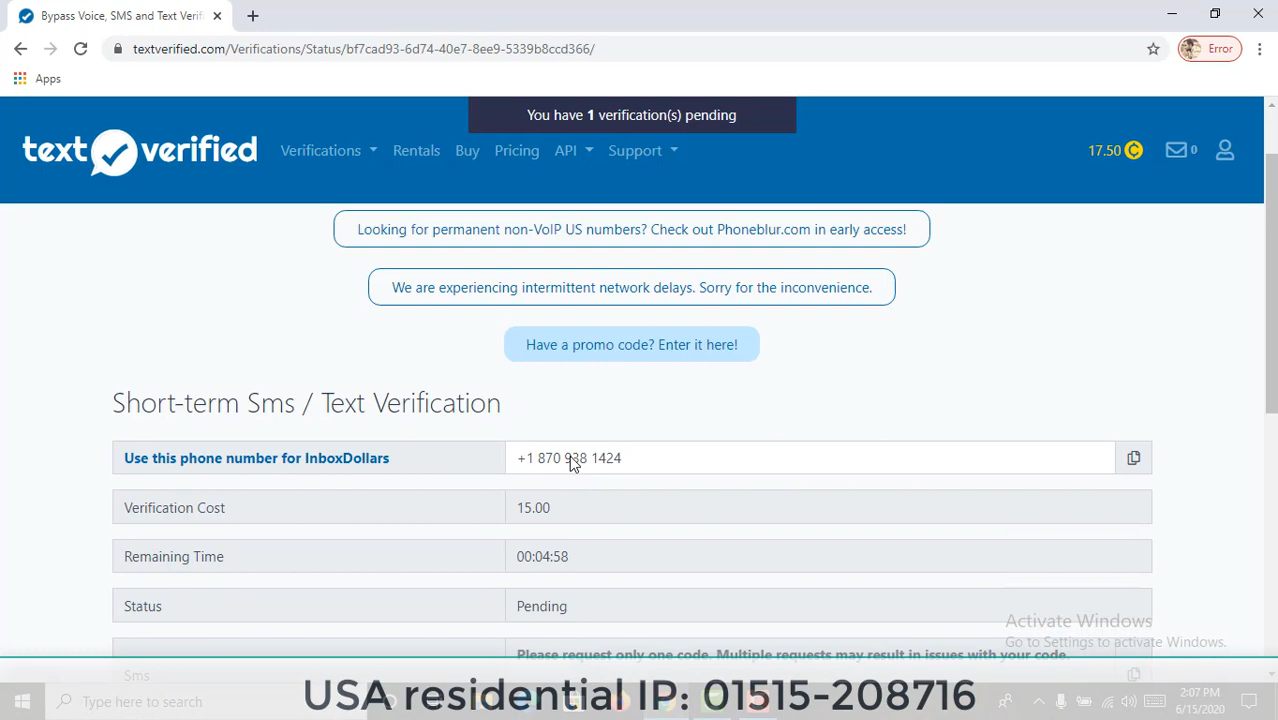 Bypass Voice, SMS and Text Verif
textverified.com/Verifications/Status/bf7cad93-6d74-40e7-8ee9-5339b8ccd366/
Error
Apps
You have 1 verification(s) pending
text verified
Verifications
Rentals
Buy
Pricing
API
Support
17.50
0
Looking for permanent non-VoIP US numbers? Check out Phoneblur.com in early access!
We are experiencing intermittent network delays. Sorry for the inconvenience.
Have a promo code? Enter it here!
Short-term Sms / Text Verification
Use this phone number for InboxDollars
+1 870 938 1424
Verification Cost
15.00
Remaining Time
00:04:58
Status
Pending
Activate Windows
Go to Settings to activate Windows.
Please request only one code. Multiple requests may result in issues with your code.
Sms
USA residential IP: 01515-208716
Type here to search
2:07 PM
6/15/2020